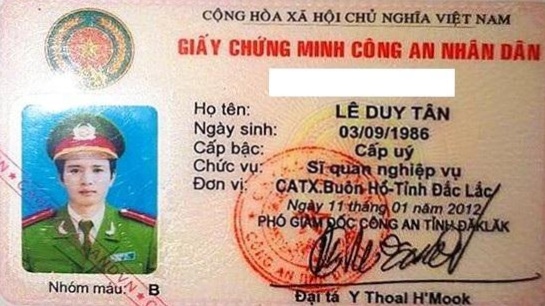 CỘNG HÒA XÃ HỘI CHỦ NGHĨA VIỆT NAM
GIẤY CHỨNG MINH CÔNG AN NHÂN DÂN
Họ tên: LÊ DUY TÂN
Ngày sinh: 03/09/1986
Cấp bậc: Cấp uý
Chức vụ: Sĩ quan nghiệp vụ
Đơn vị: CATX.Buôn Hồ-Tỉnh Đắc Lắc
Ngày 11 tháng 01 năm 2012
PHÓ GIÁM DỐC CÔNG AN TỈNH ĐĂKLĂK
Nhóm máu: B
Đại tá Y Thoal H'Mook